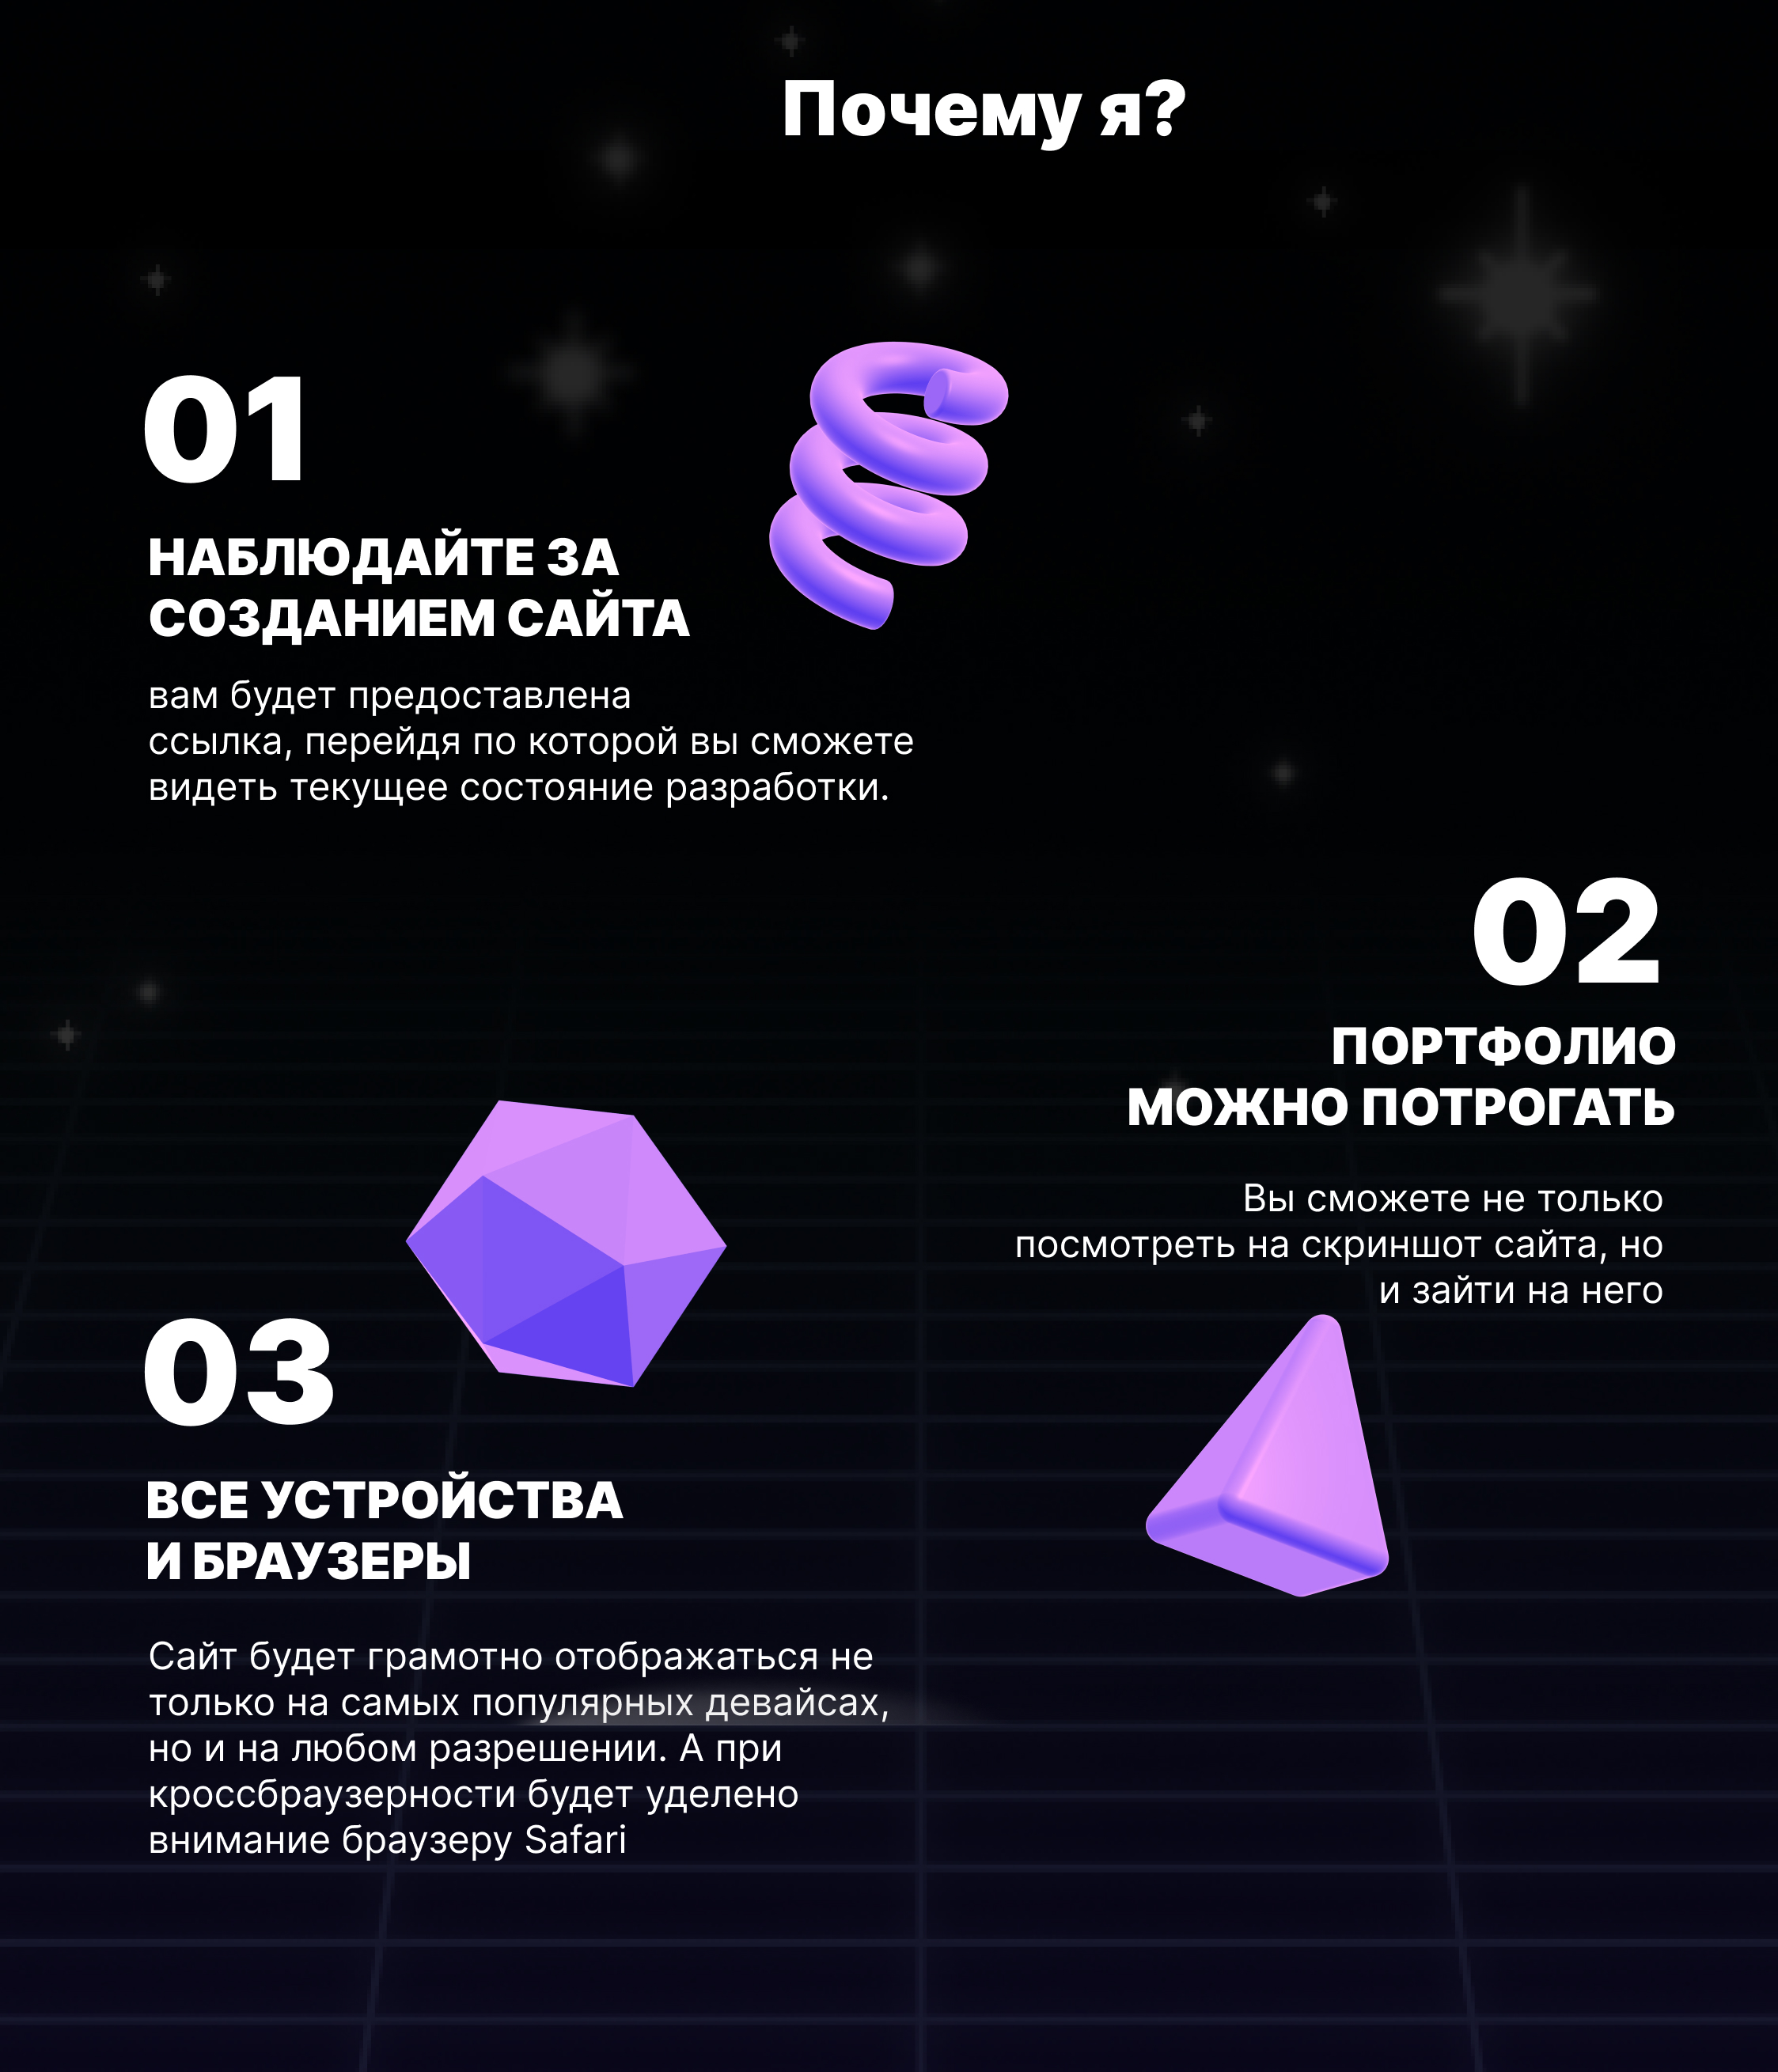 Почему я?
01
НАБЛЮДАЙТЕ ЗА
СОЗДАНИЕМ САЙТА
вам будет предоставлена
ссылка, перейдя по которой вы сможете
видеть текущее состояние разработки.
02
ПОРТФОЛИО
МОЖНО ПОТРОГАТЬ
Вы сможете не только
посмотреть на скриншот сайта, но
и зайти на него
03
ВСЕ УСТРОЙСТВА
И БРАУЗЕРЫ
Сайт будет грамотно отображаться не
только на самых популярных девайсах,
но и на любом разрешении. А при
кроссбраузерности будет уделено
внимание браузеру Safari